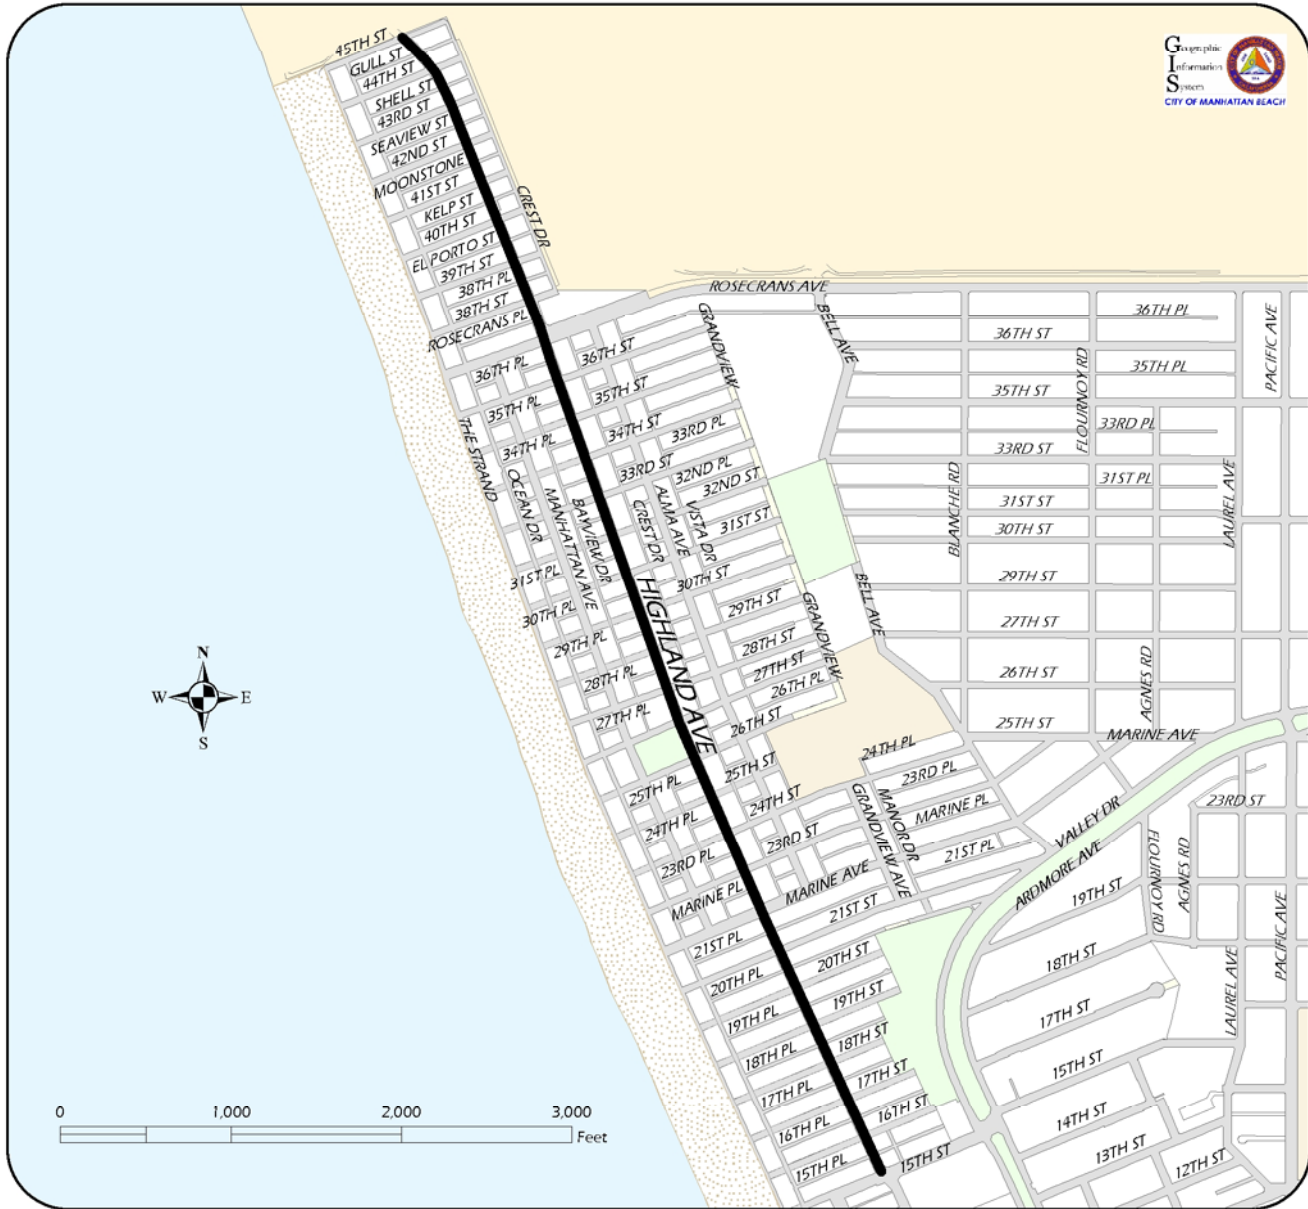 Geographic
Information
System
CITY OF MANHATTAN BEACH
45TH ST
GULL ST
44TH ST
SHELL ST
43RD ST
SEAVIEW ST
42ND ST
MOONSTONE
41ST ST
KELP ST
40TH ST
EL PORTO ST
39TH ST
38TH PL
38TH ST
ROSECRANS PL
CREST DR
ROSECRANS AVE
36TH PL
36TH ST
35TH PL
35TH ST
34TH PL
34TH ST
33RD PL
33RD ST
32ND PL
32ND ST
31ST ST
30TH ST
GRANDVIEW
BELL AVE
THE STRAND
OCEAN DR
MANHATTAN AVE
BAYVIEW DR
CREST DR
ALMA AVE
VISTA DR
HIGHLAND AVE
36TH PL
36TH ST
35TH PL
35TH ST
33RD PL
33RD ST
31ST PL
31ST ST
30TH ST
29TH ST
27TH ST
26TH ST
25TH ST
FLOURNOY RD
BLANCHE RD
LAUREL AVE
PACIFIC AVE
AGNES RD
MARINE AVE
31ST PL
30TH PL
29TH PL
28TH PL
27TH PL
29TH ST
28TH ST
27TH ST
26TH PL
26TH ST
25TH ST
24TH ST
GRANDVIEW
BELL AVE
24TH PL
23RD PL
MARINE PL
21ST PL
GRANDVIEW AVE
MANOR DR
VALLEY DR
ARDMORE AVE
25TH PL
24TH PL
23RD PL
23RD ST
MARINE PL
MARINE AVE
21ST PL
21ST ST
20TH PL
20TH ST
19TH PL
19TH ST
18TH PL
18TH ST
17TH PL
17TH ST
16TH PL
16TH ST
15TH PL
15TH ST
23RD ST
FLOURNOY RD
AGNES RD
PACIFIC AVE
LAUREL AVE
19TH ST
18TH ST
17TH ST
15TH ST
14TH ST
13TH ST
12TH ST
N
W E
S
0 1,000 2,000 3,000
Feet